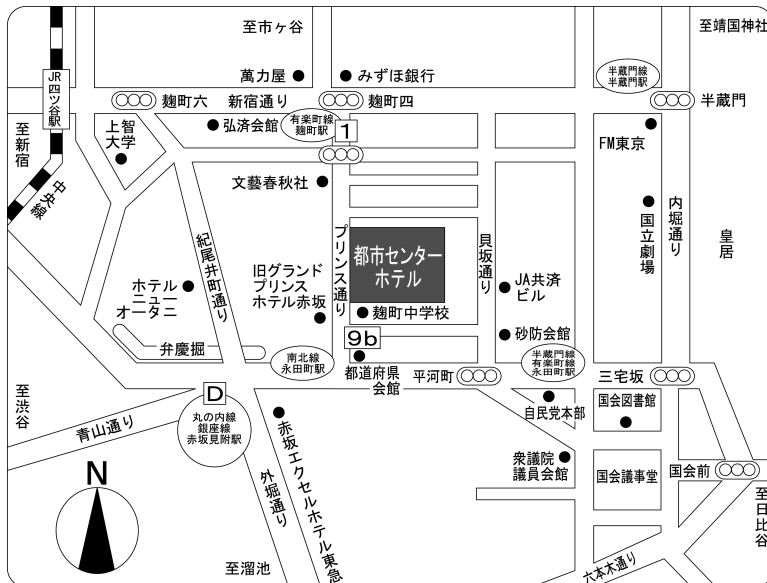 至市ヶ谷
至靖国神社
萬力屋
みずほ銀行
半蔵門線
半蔵門駅
JR
四ツ谷駅
麹町六
新宿通り
麹町四
半蔵門
至新宿
上智
大学
弘済会館
有楽町線
麹町駅
1
FM東京
中央線
文藝春秋社
紀尾井町通り
プリンス通り
都市センター
ホテル
貝坂通り
国立劇場
内堀通り
皇居
旧グランド
プリンス
ホテル赤坂
ホテル
ニュー
オータニ
JA共済
ビル
麹町中学校
弁慶掘
9b
砂防会館
南北線
永田町駅
半蔵門線
有楽町線
永田町駅
都道府県
会館
平河町
三宅坂
至渋谷
D
自民党本部
国会図書館
青山通り
丸の内線
銀座線
赤坂見附駅
赤坂エクセルホテル東急
外堀通り
衆議院
議員会館
国会議事堂
国会前
N
至日比谷
至溜池
六本木通り